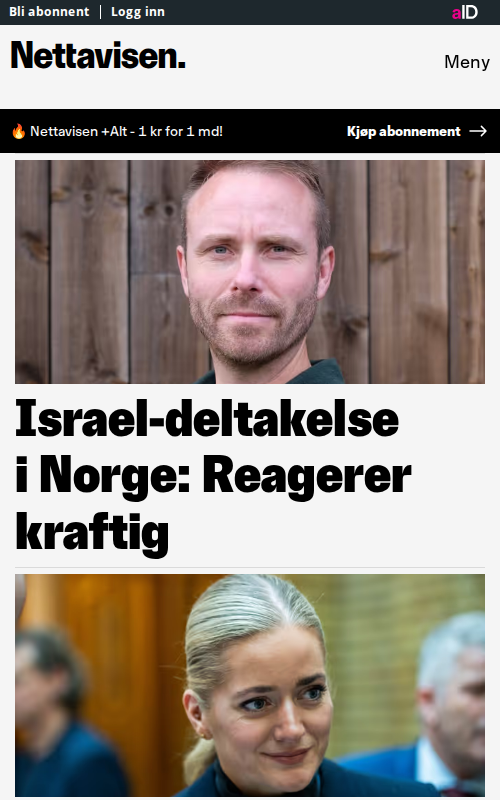 Bli abonnent | Logg inn
aID
Nettavisen.
Meny
🔥 Nettavisen +Alt - 1 kr for 1 md!
Kjøp abonnement →
Israel-deltakelse
i Norge: Reagerer
kraftig